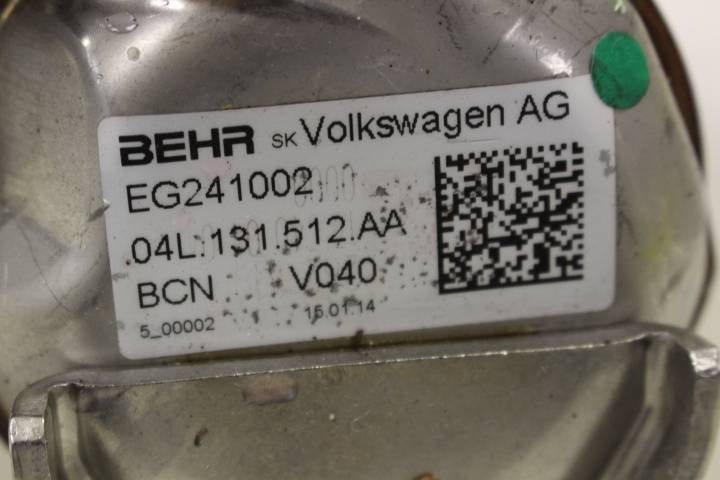 BEHR SK Volkswagen AG
EG241002
04L.131.512.AA
BCN V040
5_00002 15.01.14